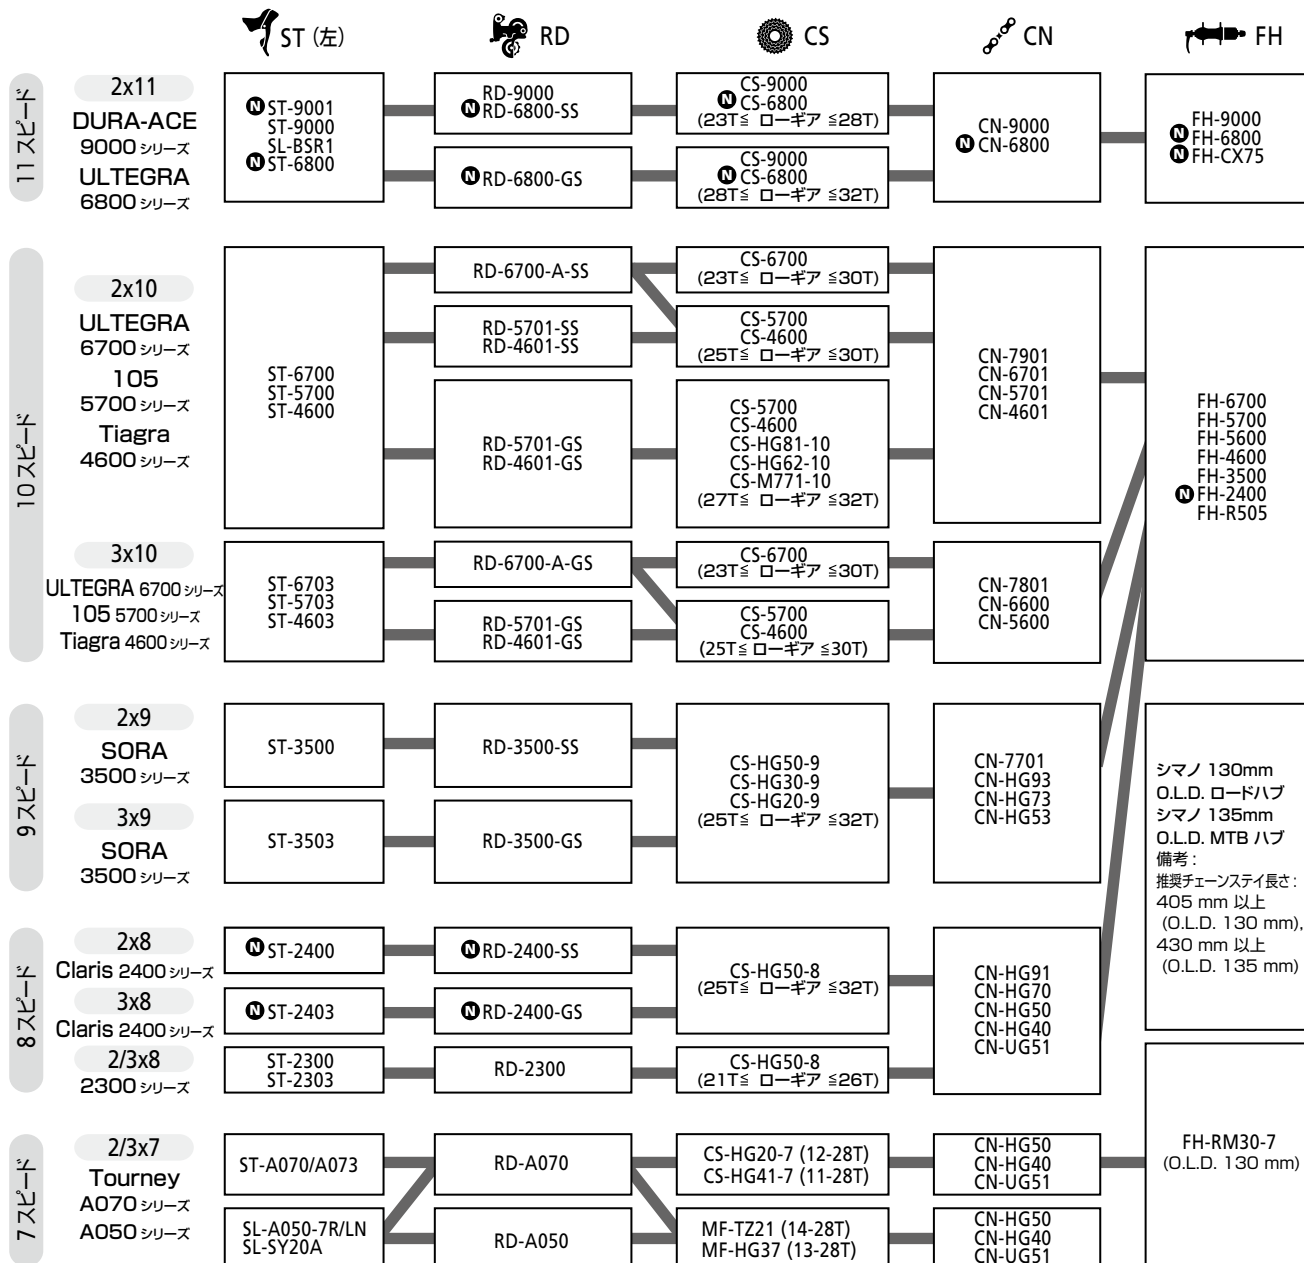 ST (左)
RD
CS
CN
FH
11スピード
2x11
DURA-ACE
9000 シリーズ
ULTEGRA
6800 シリーズ
N ST-9001
ST-9000
SL-BSR1
N ST-6800
RD-9000
N RD-6800-SS
N RD-6800-GS
CS-9000
N CS-6800
(23T≦ ローギア ≦28T)
CS-9000
N CS-6800
(28T≦ ローギア ≦32T)
CN-9000
N CN-6800
FH-9000
N FH-6800
N FH-CX75
10スピード
2x10
ULTEGRA
6700 シリーズ
105
5700 シリーズ
Tiagra
4600 シリーズ
ST-6700
ST-5700
ST-4600
RD-6700-A-SS
RD-5701-SS
RD-4601-SS
RD-5701-GS
RD-4601-GS
CS-6700
(23T≦ ローギア ≦30T)
CS-5700
CS-4600
(25T≦ ローギア ≦30T)
CS-5700
CS-4600
CS-HG81-10
CS-HG62-10
CS-M771-10
(27T≦ ローギア ≦32T)
CN-7901
CN-6701
CN-5701
CN-4601
FH-6700
FH-5700
FH-5600
FH-4600
FH-3500
N FH-2400
FH-R505
3x10
ULTEGRA 6700 シリーズ
105 5700 シリーズ
Tiagra 4600 シリーズ
ST-6703
ST-5703
ST-4603
RD-6700-A-GS
RD-5701-GS
RD-4601-GS
CS-6700
(23T≦ ローギア ≦30T)
CS-5700
CS-4600
(25T≦ ローギア ≦30T)
CN-7801
CN-6600
CN-5600
9スピード
2x9
SORA
3500 シリーズ
3x9
SORA
3500 シリーズ
ST-3500
ST-3503
RD-3500-SS
RD-3500-GS
CS-HG50-9
CS-HG30-9
CS-HG20-9
(25T≦ ローギア ≦32T)
CN-7701
CN-HG93
CN-HG73
CN-HG53
シマノ 130mm
O.L.D. ロードハブ
シマノ 135mm
O.L.D. MTB ハブ
備考 :
推奨チェーンステイ長さ :
405 mm 以上
(O.L.D. 130 mm),
430 mm 以上
(O.L.D. 135 mm)
8スピード
2x8
Claris 2400 シリーズ
3x8
Claris 2400 シリーズ
2/3x8
2300 シリーズ
N ST-2400
N ST-2403
ST-2300
ST-2303
N RD-2400-SS
N RD-2400-GS
RD-2300
CS-HG50-8
(25T≦ ローギア ≦32T)
CS-HG50-8
(21T≦ ローギア ≦26T)
CN-HG91
CN-HG70
CN-HG50
CN-HG40
CN-UG51
7スピード
2/3x7
Tourney
A070 シリーズ
A050 シリーズ
ST-A070/A073
SL-A050-7R/LN
SL-SY20A
RD-A070
RD-A050
CS-HG20-7 (12-28T)
CS-HG41-7 (11-28T)
MF-TZ21 (14-28T)
MF-HG37 (13-28T)
CN-HG50
CN-HG40
CN-UG51
CN-HG50
CN-HG40
CN-UG51
FH-RM30-7
(O.L.D. 130 mm)